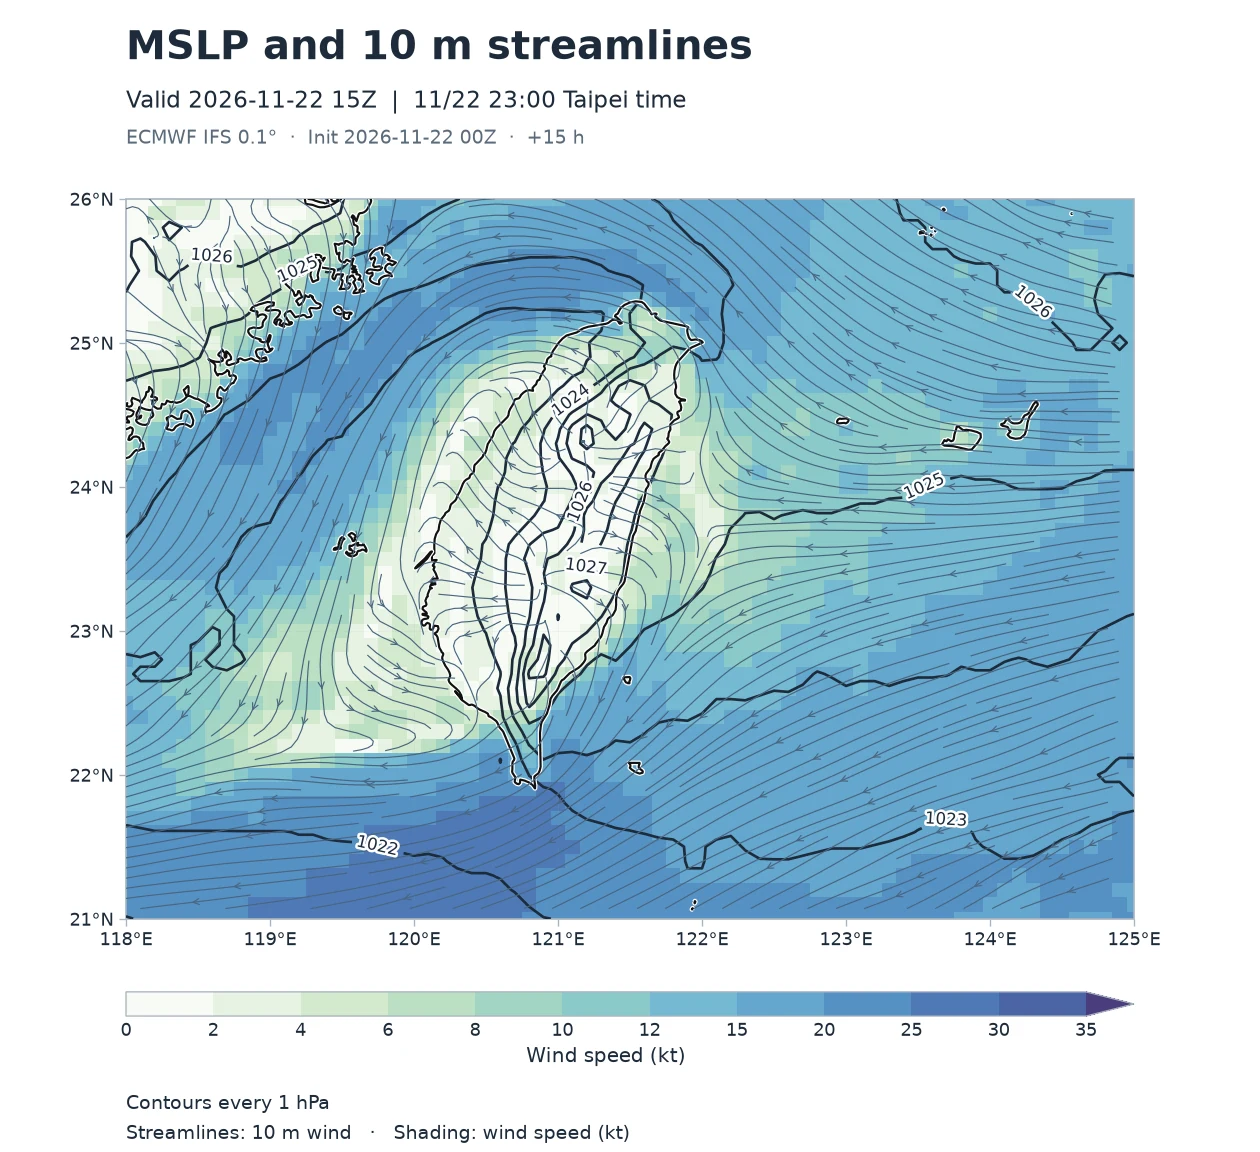 MSLP and 10 m streamlines
Valid 2026-11-22 15Z  |  11/22 23:00 Taipei time
ECMWF IFS 0.1°  ·  Init 2026-11-22 00Z  ·  +15 h
26°N
25°N
24°N
23°N
22°N
21°N
1026
1025
1026
1024
1025
1026
1027
1023
1022
118°E 119°E 120°E 121°E 122°E 123°E 124°E 125°E
0 2 4 6 8 10 12 15 20 25 30 35
Wind speed (kt)
Contours every 1 hPa
Streamlines: 10 m wind  ·  Shading: wind speed (kt)